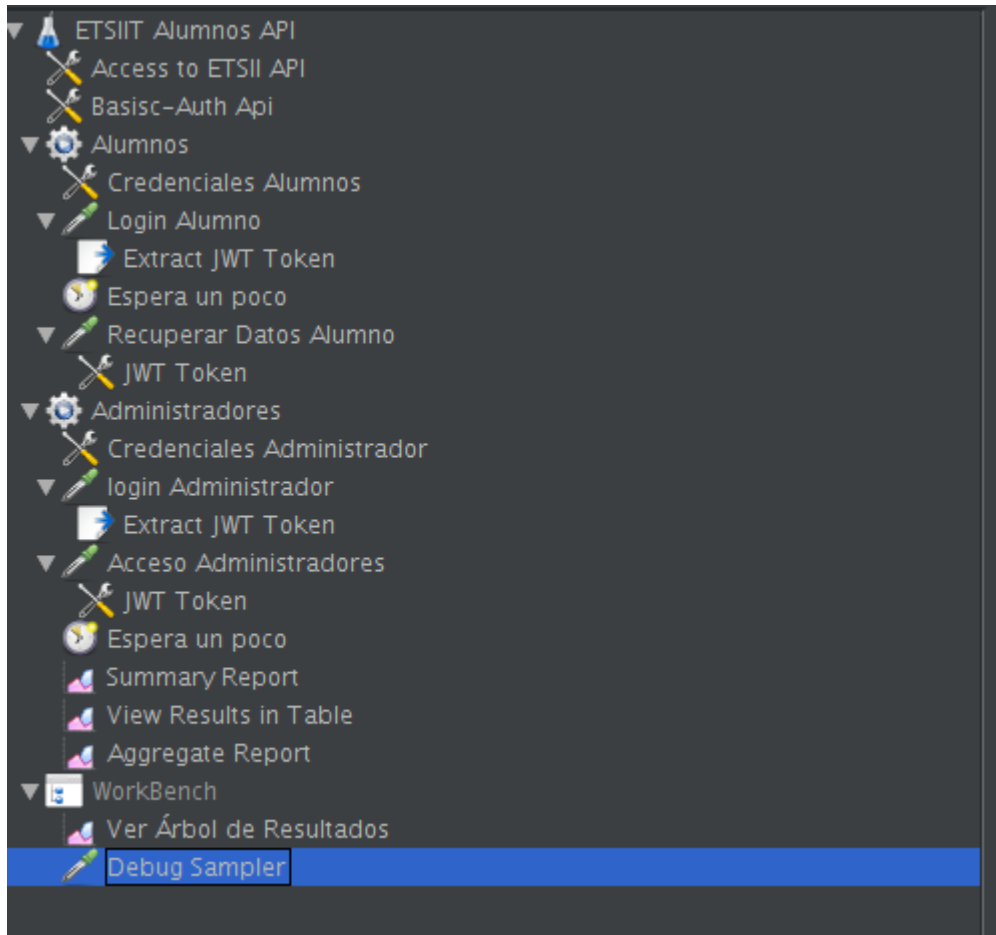 ETSIIT Alumnos API
Access to ETSII API
Basisc-Auth Api
Alumnos
Credenciales Alumnos
Login Alumno
Extract JWT Token
Espera un poco
Recuperar Datos Alumno
JWT Token
Administradores
Credenciales Administrador
login Administrador
Extract JWT Token
Acceso Administradores
JWT Token
Espera un poco
Summary Report
View Results in Table
Aggregate Report
WorkBench
Ver Árbol de Resultados
Debug Sampler